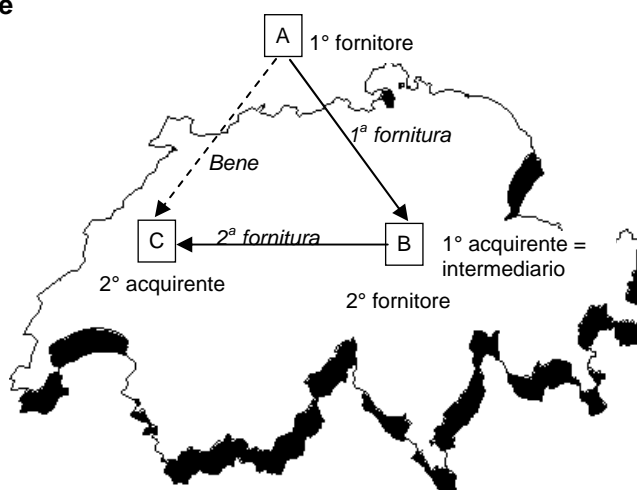 e
A
1° fornitore
1ª fornitura
Bene
C
2ª fornitura
B
1° acquirente =
intermediario
2° acquirente
2° fornitore